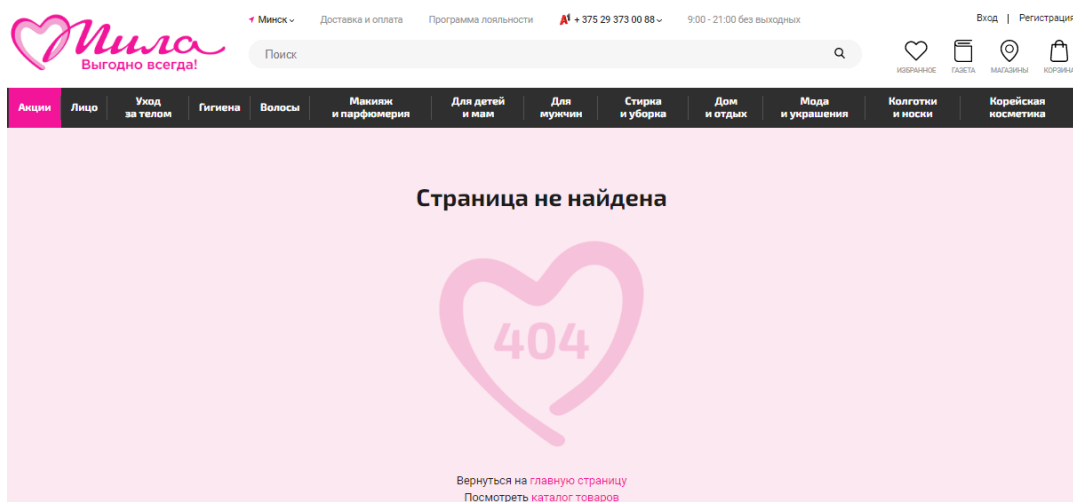 Мила
Выгодно всегда!
Минск
Доставка и оплата
Программа лояльности
A1 + 375 29 373 00 88
9:00 - 21:00 без выходных
Вход | Регистрация
Поиск
ИЗБРАННОЕ
ГАЗЕТА
МАГАЗИНЫ
КОРЗИНА
Акции
Лицо
Уход
за телом
Гигиена
Волосы
Макияж
и парфюмерия
Для детей
и мам
Для
мужчин
Стирка
и уборка
Дом
и отдых
Мода
и украшения
Колготки
и носки
Корейская
косметика
Страница не найдена
404
Вернуться на главную страницу
Посмотреть каталог товаров